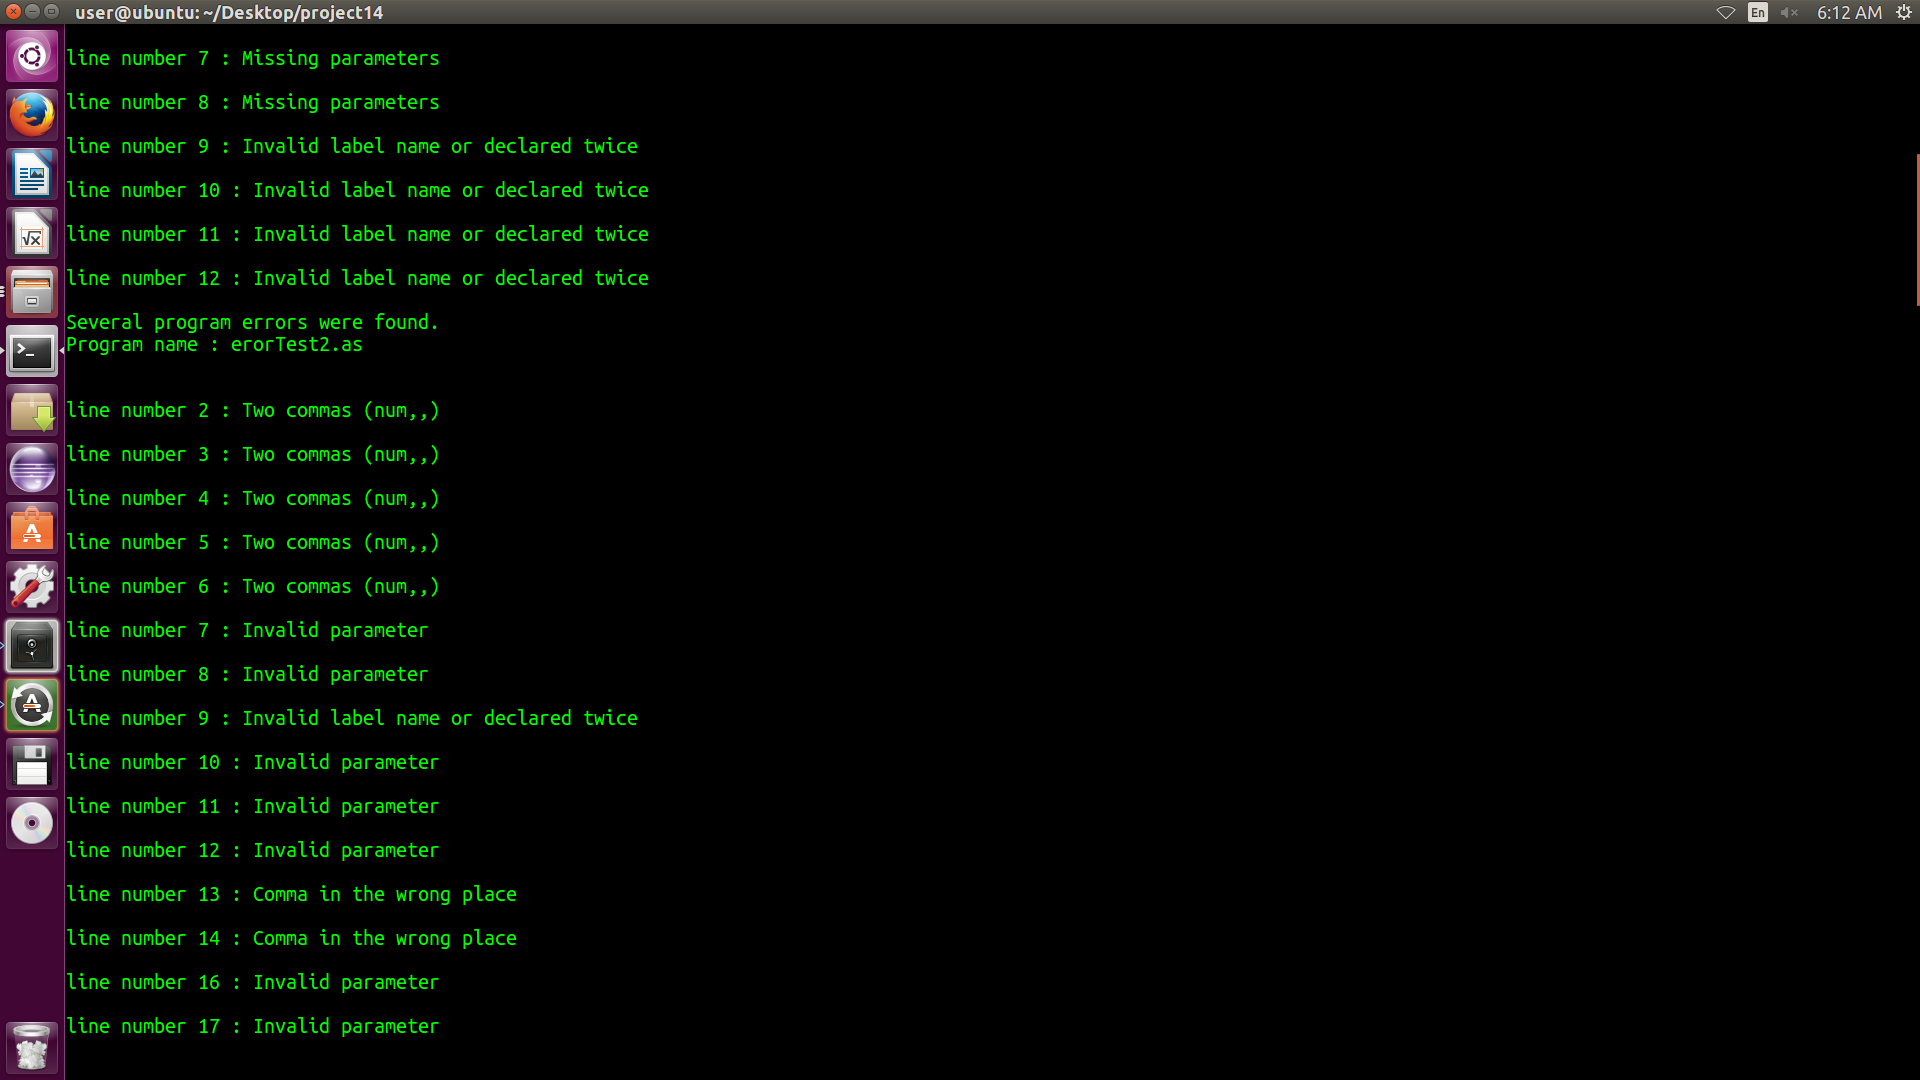 user@ubuntu: ~/Desktop/project14
En
6:12 AM
line number 7 : Missing parameters
line number 8 : Missing parameters
line number 9 : Invalid label name or declared twice
line number 10 : Invalid label name or declared twice
line number 11 : Invalid label name or declared twice
line number 12 : Invalid label name or declared twice
Several program errors were found.
Program name : erorTest2.as
line number 2 : Two commas (num,,)
line number 3 : Two commas (num,,)
line number 4 : Two commas (num,,)
line number 5 : Two commas (num,,)
line number 6 : Two commas (num,,)
line number 7 : Invalid parameter
line number 8 : Invalid parameter
line number 9 : Invalid label name or declared twice
line number 10 : Invalid parameter
line number 11 : Invalid parameter
line number 12 : Invalid parameter
line number 13 : Comma in the wrong place
line number 14 : Comma in the wrong place
line number 16 : Invalid parameter
line number 17 : Invalid parameter